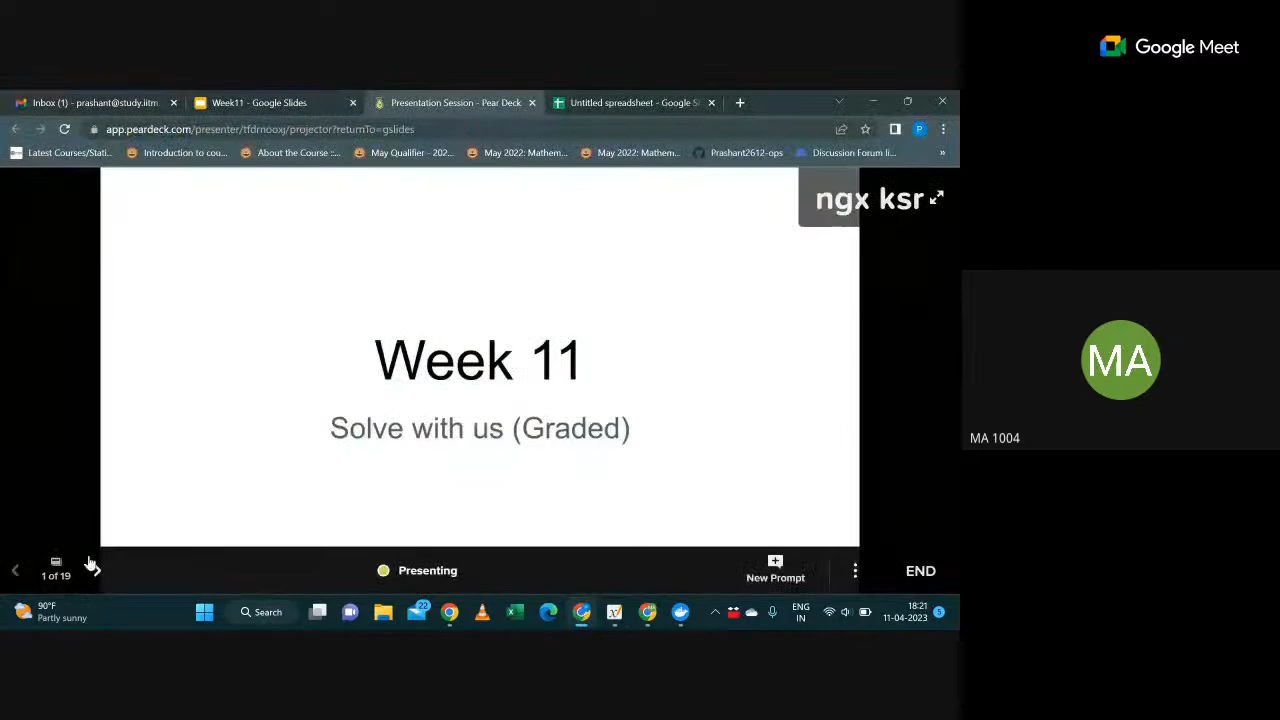 Google Meet
Inbox (1) - prashant@study.iitm
Week11 - Google Slides
Presentation Session - Pear Deck
Untitled spreadsheet - Google S
app.peardeck.com/presenter/tfdrnooxj/projector?returnTo=gslides
P
Latest Courses/Stati...
Introduction to cou...
About the Course ::...
May Qualifier - 202...
May 2022: Mathem...
May 2022: Mathem...
Prashant2612-ops
Discussion Forum li...
»
ngx ksr
Week 11
Solve with us (Graded)
MA
MA 1004
1 of 19
Presenting
New Prompt
END
90°F
Partly sunny
Search
22
ENG
IN
18:21
11-04-2023
5